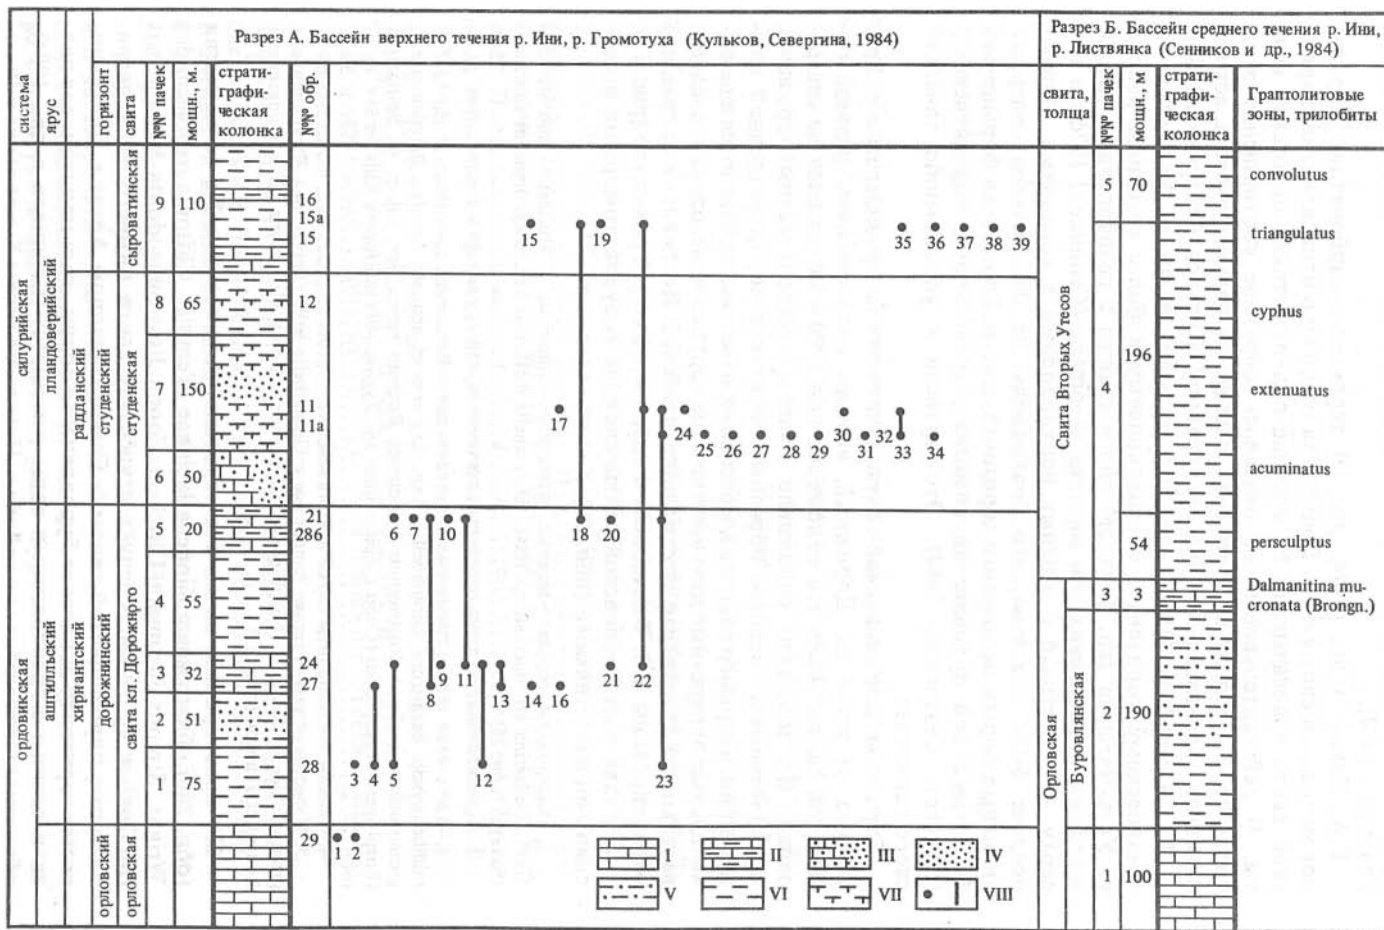 Разрез А. Бассейн верхнего течения р. Ини, р. Громотуха (Кульков, Севергина, 1984)
Разрез Б. Бассейн среднего течения р. Ини,
р. Листвянка (Сенников и др., 1984)
система
ярус
горизонт
свита
№№ пачек
мощн., м.
страти-
графи-
ческая
колонка
№№ обр.
свита,
толща
№№ пачек
мощн., м
страти-
графи-
ческая
колонка
Граптолитовые
зоны, трилобиты
силурийская
ордовикская
лландоверийский
ашгиллский
радланский
хириантский
студенский
дорожнинский
орловский
сыроватинская
студенская
свита кл. Дорожного
орловская
9 110
8 65
7 150
6 50
5 20
4 55
3 32
2 51
1 75
16
15а
15
12
11
11а
21
28б
24
27
28
29
15 19 35 36 37 38 39
17 24 30 32
25 26 27 28 29 31 33 34
6 7 10 18 20
9 11 21 22
8 13 14 16
3 4 5 12 23
1 2
I II III IV
V VI VII VIII
Свита Вторых Утесов
Орловская
Буровлянская
5 70
4 196
54
3 3
2 190
1 100
convolutus
triangulatus
cyphus
extenuatus
acuminatus
persculptus
Dalmanitina mu-
cronata (Brongn.)